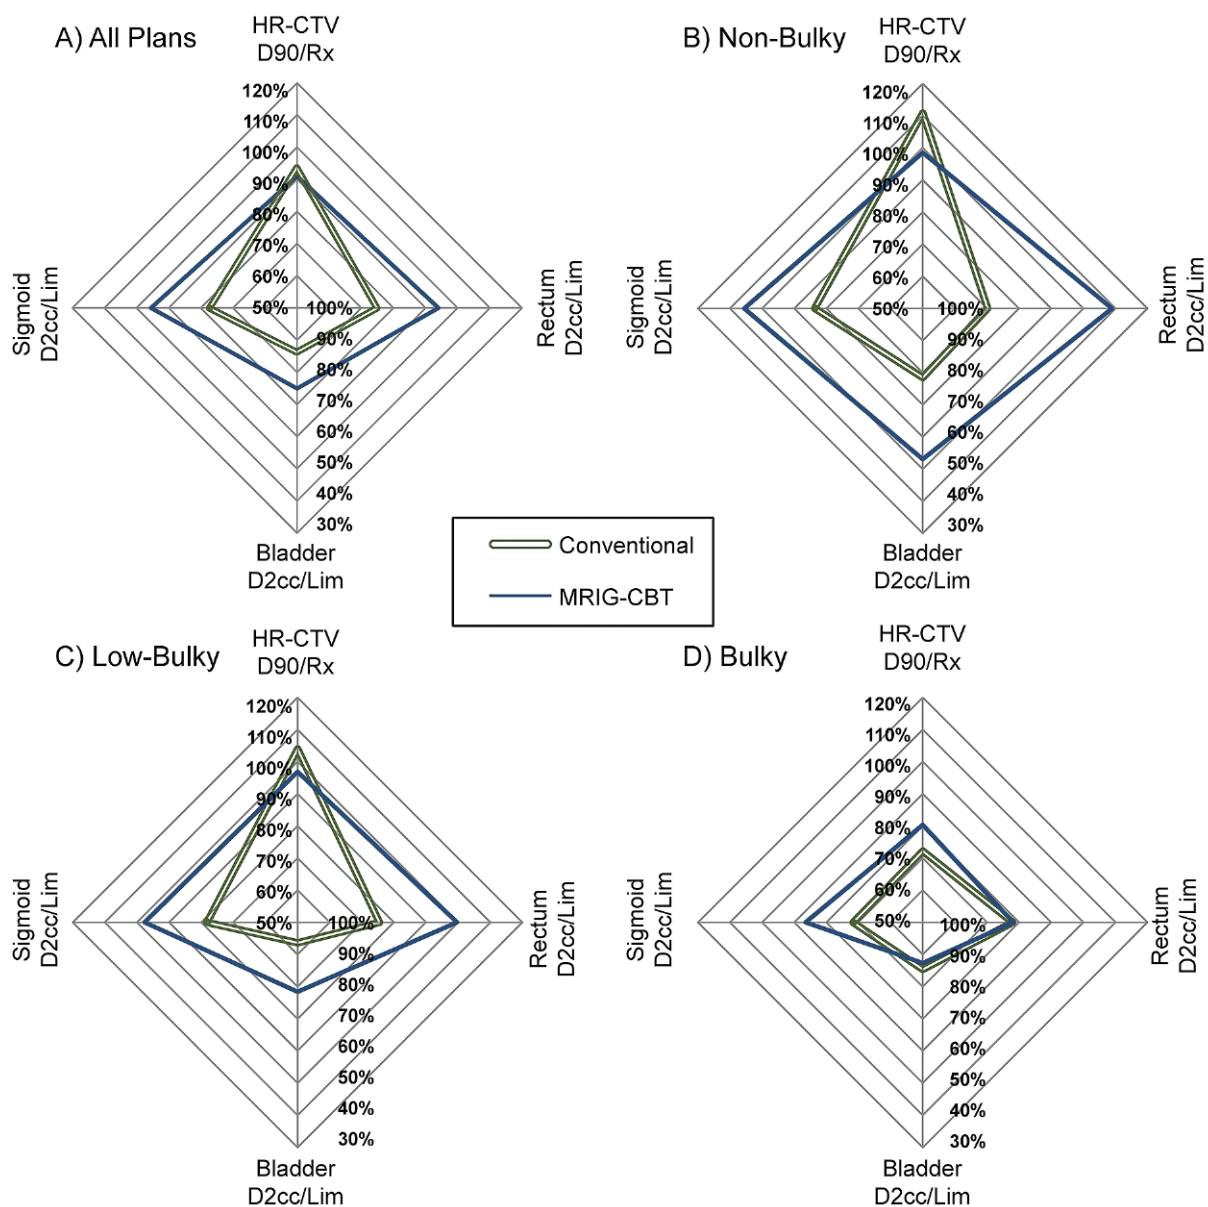 A) All Plans
HR-CTV
D90/Rx
120%
110%
100%
90%
80%
70%
60%
50%
100%
90%
80%
70%
60%
50%
40%
30%
Sigmoid
D2cc/Lim
Rectum
D2cc/Lim
Bladder
D2cc/Lim
B) Non-Bulky
HR-CTV
D90/Rx
120%
110%
100%
90%
80%
70%
60%
50%
100%
90%
80%
70%
60%
50%
40%
30%
Sigmoid
D2cc/Lim
Rectum
D2cc/Lim
Bladder
D2cc/Lim
Conventional
MRIG-CBT
C) Low-Bulky
HR-CTV
D90/Rx
120%
110%
100%
90%
80%
70%
60%
50%
100%
90%
80%
70%
60%
50%
40%
30%
Sigmoid
D2cc/Lim
Rectum
D2cc/Lim
Bladder
D2cc/Lim
D) Bulky
HR-CTV
D90/Rx
120%
110%
100%
90%
80%
70%
60%
50%
100%
90%
80%
70%
60%
50%
40%
30%
Sigmoid
D2cc/Lim
Rectum
D2cc/Lim
Bladder
D2cc/Lim